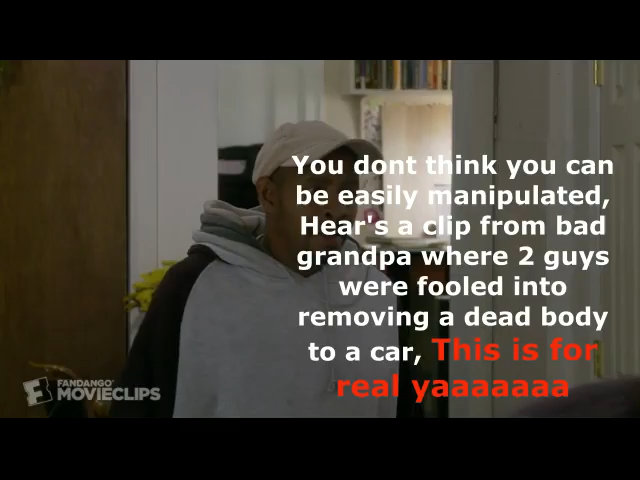 You dont think you can
be easily manipulated,
Hear's a clip from bad
grandpa where 2 guys
were fooled into
removing a dead body
to a car, This is for
real yaaaaaaa
FANDANGO
MOVIECLIPS